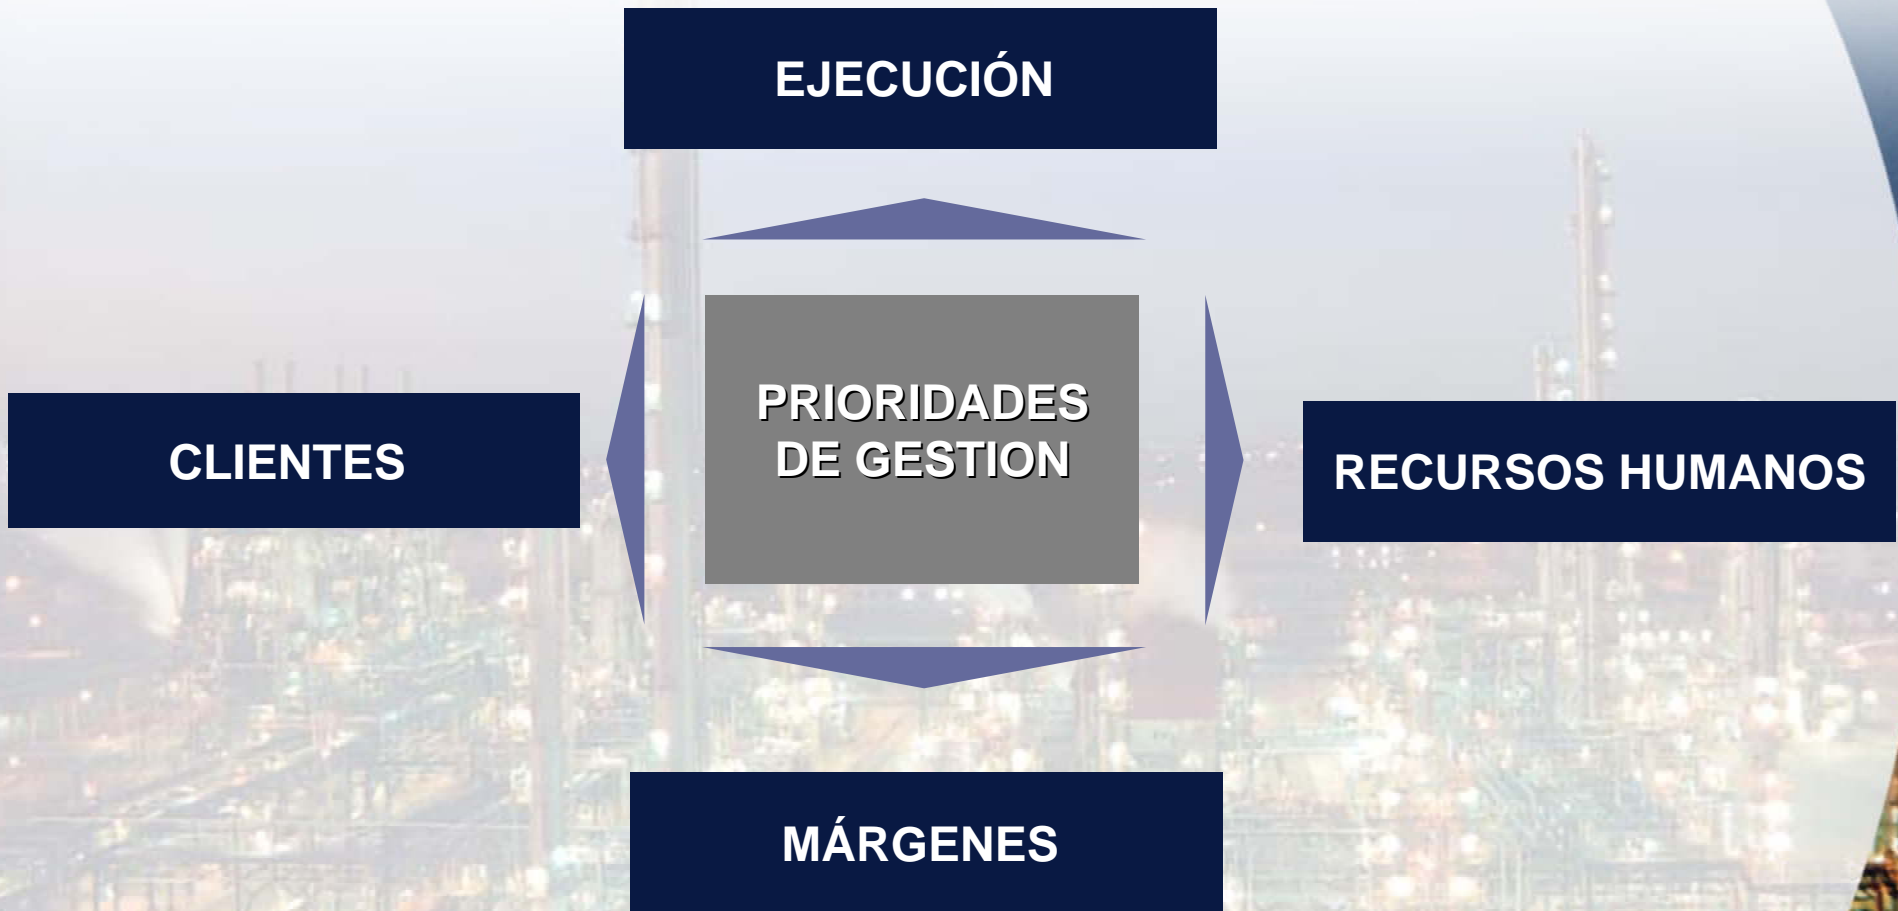 EJECUCIÓN
PRIORIDADES
DE GESTION
CLIENTES
RECURSOS HUMANOS
MÁRGENES